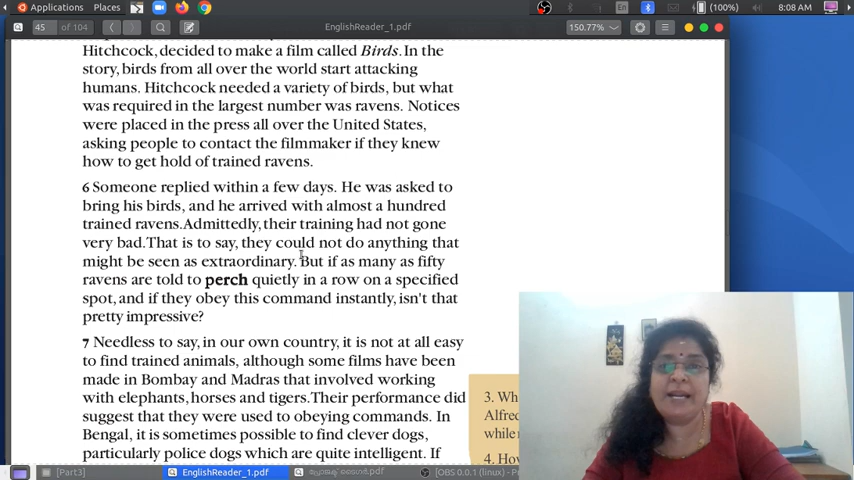 Applications
Places
En
(100%)
8:08 AM
45
of 104
EnglishReader_1.pdf
150.77%
Hitchcock, decided to make a film called Birds. In the
story, birds from all over the world start attacking
humans. Hitchcock needed a variety of birds, but what
was required in the largest number was ravens. Notices
were placed in the press all over the United States,
asking people to contact the filmmaker if they knew
how to get hold of trained ravens.
6 Someone replied within a few days. He was asked to
bring his birds, and he arrived with almost a hundred
trained ravens.Admittedly, their training had not gone
very bad.That is to say, they could not do anything that
might be seen as extraordinary. But if as many as fifty
ravens are told to perch quietly in a row on a specified
spot, and if they obey this command instantly, isn't that
pretty impressive?
7 Needless to say, in our own country, it is not at all easy
to find trained animals, although some films have been
made in Bombay and Madras that involved working
with elephants, horses and tigers.Their performance did
suggest that they were used to obeying commands. In
Bengal, it is sometimes possible to find clever dogs,
particularly police dogs which are quite intelligent. If
3. Wh
Alfred
while
4. How
[Part3]
EnglishReader_1.pdf
[OBS 0.0.1 (linux) - P